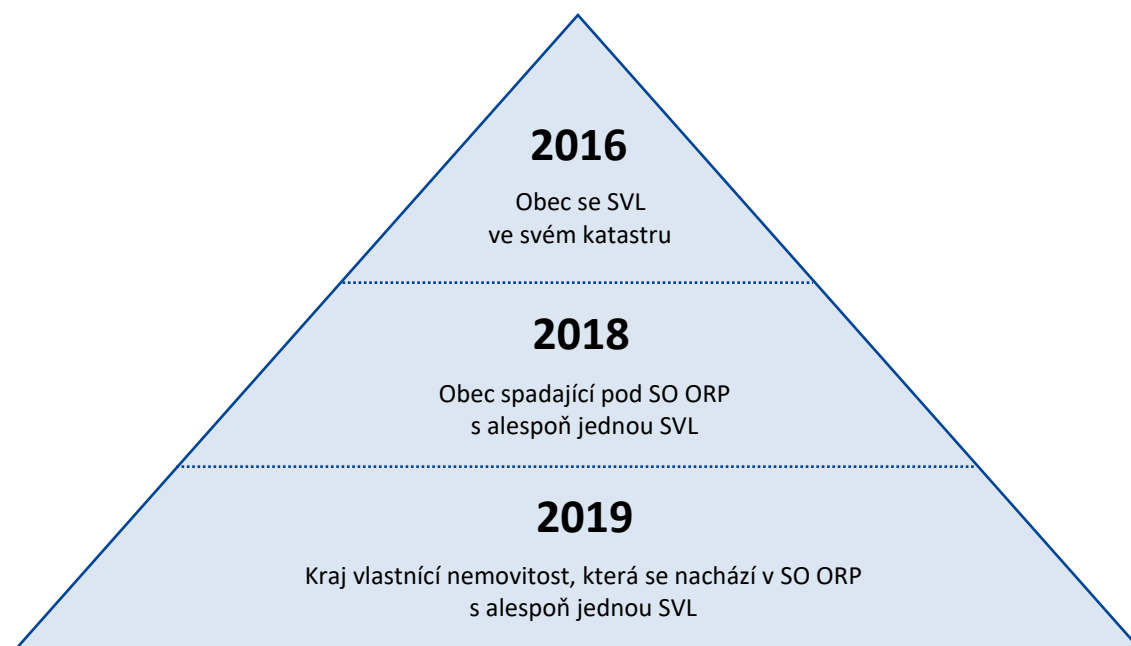 2016
Obec se SVL
ve svém katastru
2018
Obec spadající pod SO ORP
s alespoň jednou SVL
2019
Kraj vlastnící nemovitost, která se nachází v SO ORP
s alespoň jednou SVL